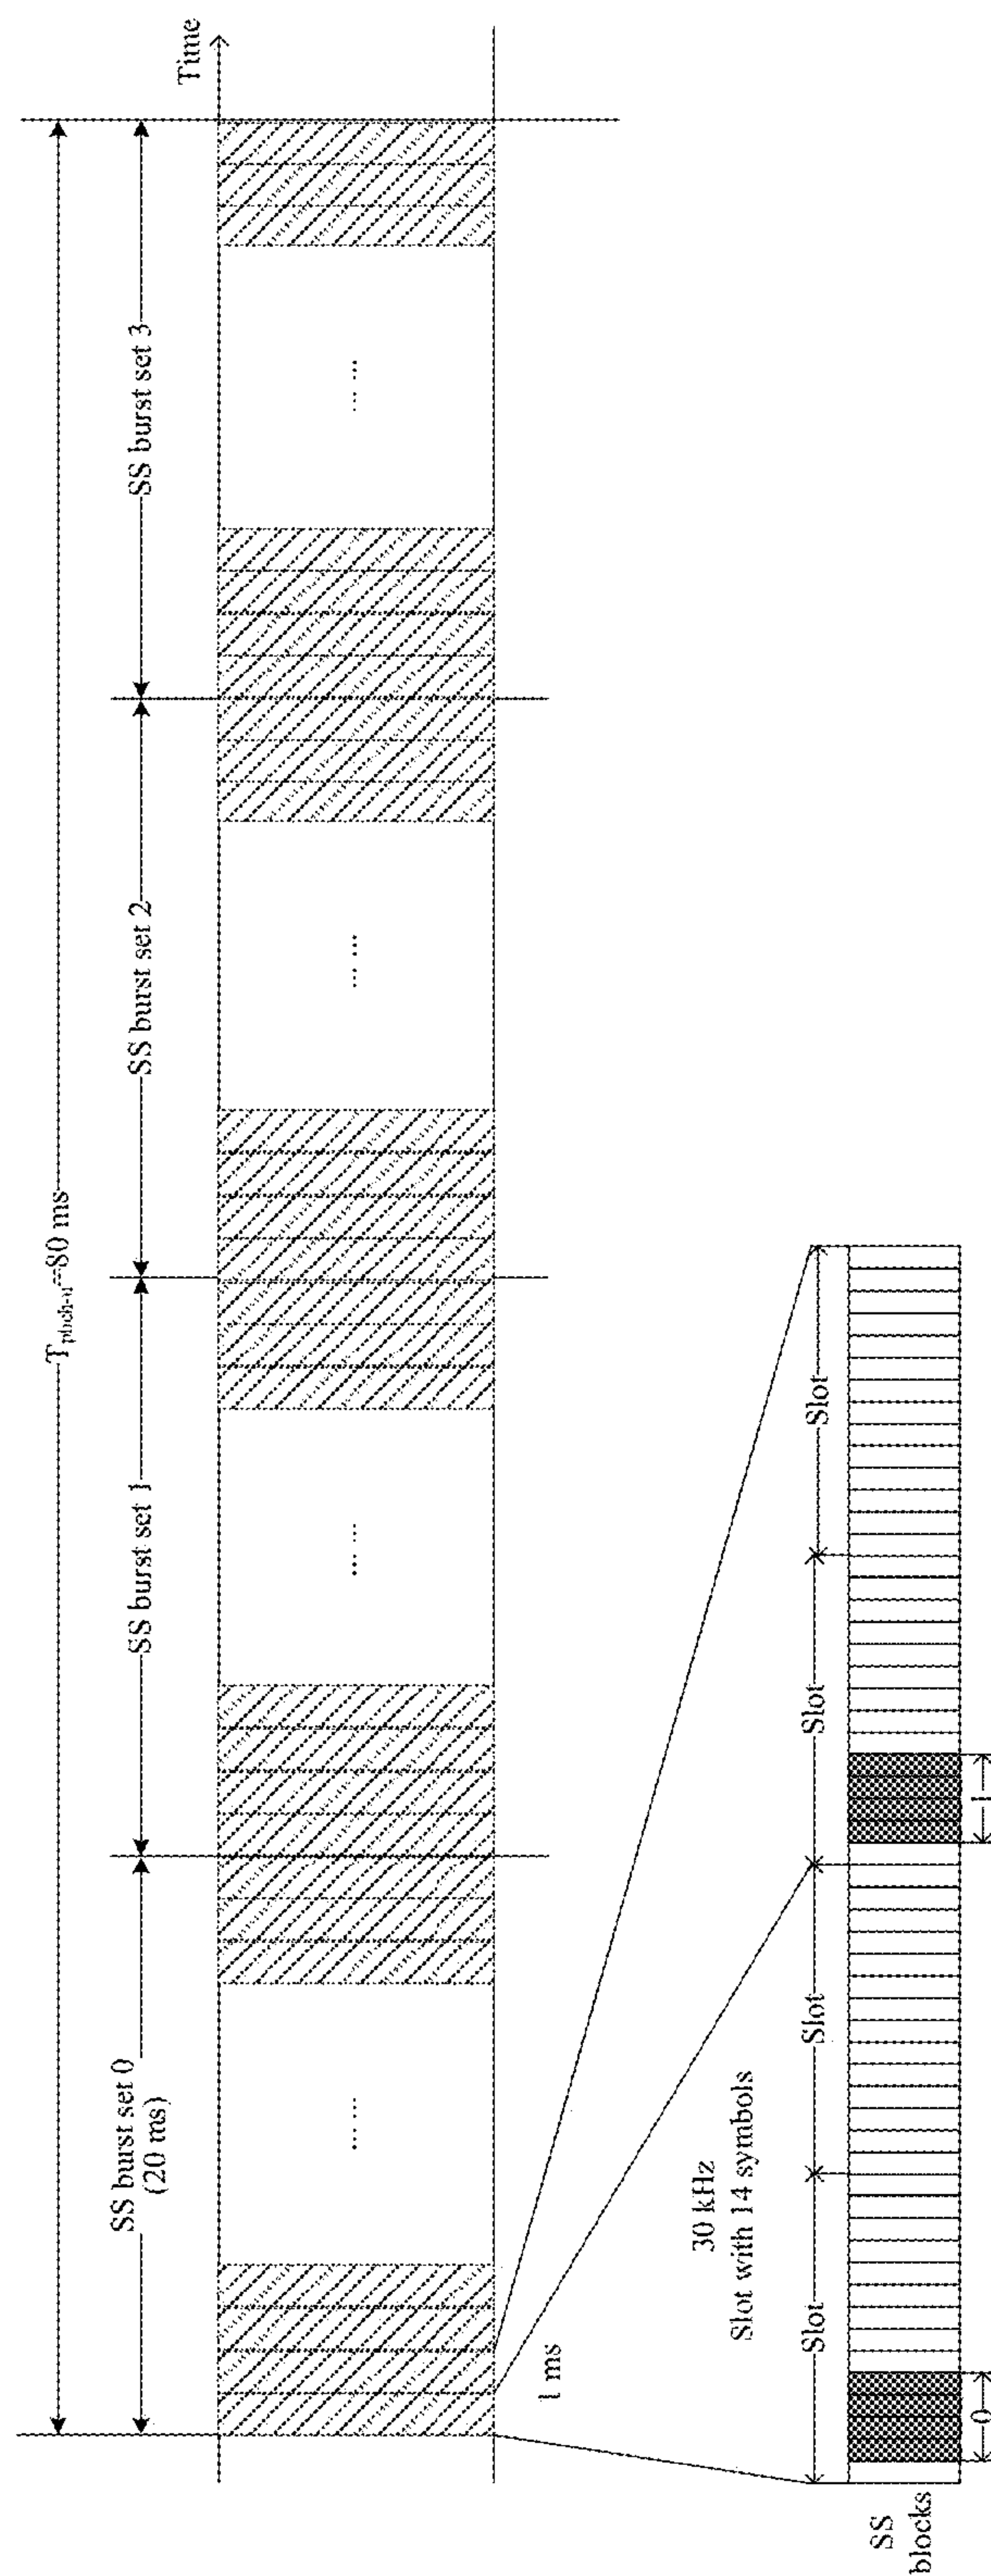 T_pbch-tti=80 ms
SS burst set 0
(20 ms)
SS burst set 1
SS burst set 2
SS burst set 3
Time
... ...
... ...
... ...
... ...
1 ms
30 kHz
Slot with 14 symbols
Slot
Slot
Slot
Slot
SS
blocks
0
1